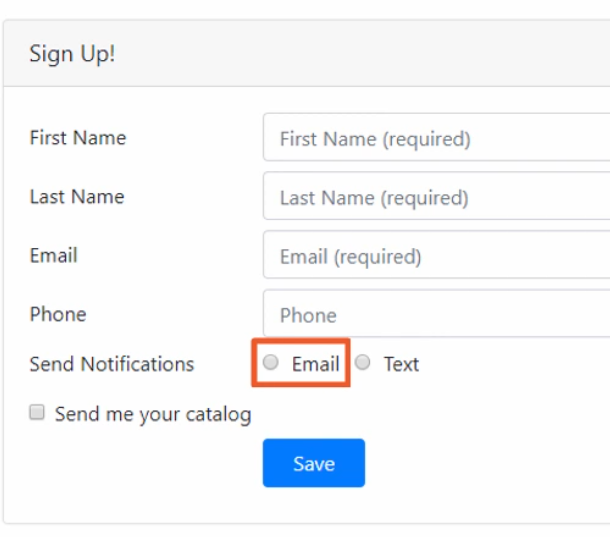 Sign Up!
First Name First Name (required)
Last Name Last Name (required)
Email Email (required)
Phone Phone
Send Notifications Email Text
Send me your catalog
Save